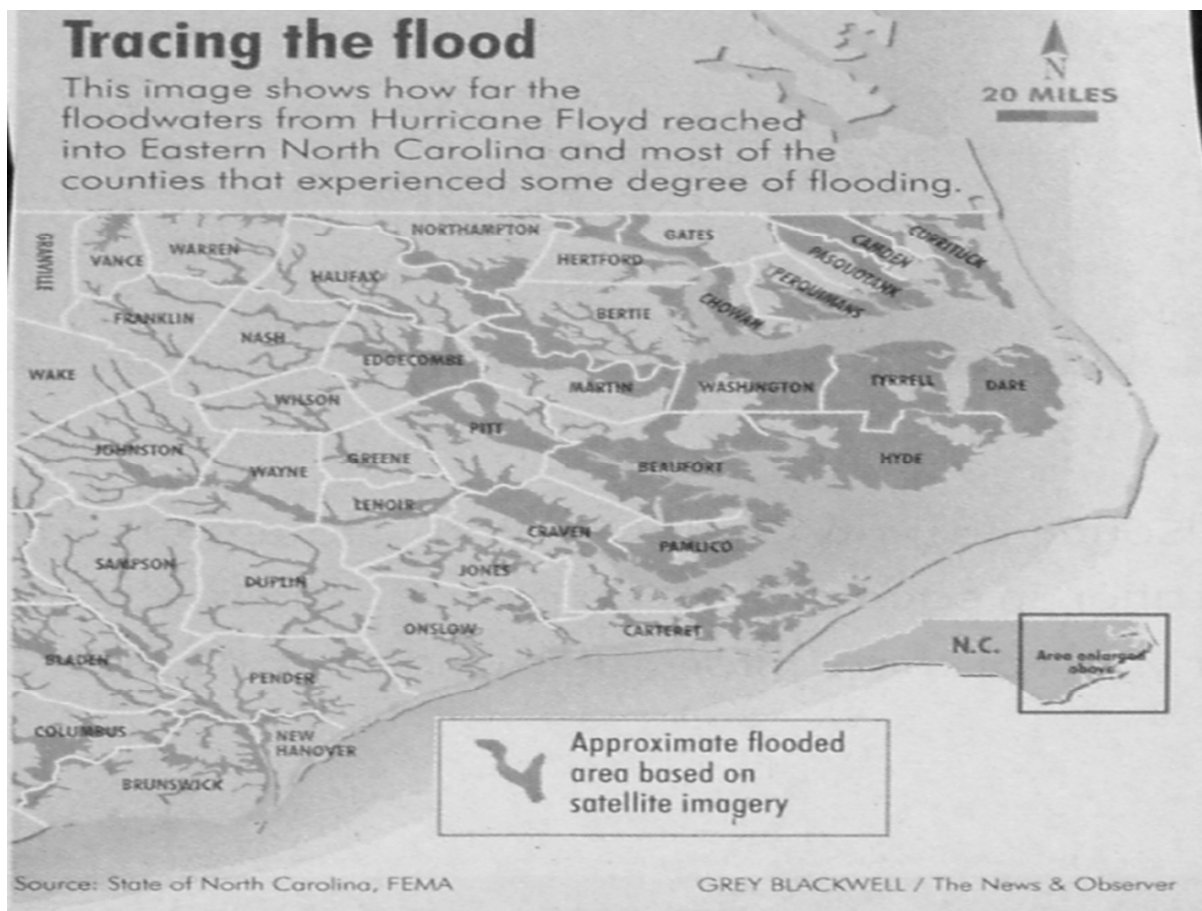 Tracing the flood
This image shows how far the
floodwaters from Hurricane Floyd reached
into Eastern North Carolina and most of the
counties that experienced some degree of flooding.
N
20 MILES
GRANVILLE
VANCE
WARREN
NORTHAMPTON
GATES
CAMDEN
CURRITUCK
PASQUOTANK
HERTFORD
HALIFAX
PERQUIMANS
CHOWAN
FRANKLIN
BERTIE
NASH
EDGECOMBE
WAKE
MARTIN
WASHINGTON
TYRRELL
DARE
WILSON
PITT
JOHNSTON
GREENE
WAYNE
BEAUFORT
HYDE
LENOIR
CRAVEN
PAMLICO
SAMPSON
JONES
DUPLIN
ONSLOW
CARTERET
BLADEN
PENDER
COLUMBUS
NEW
HANOVER
BRUNSWICK
N.C.
Area enlarged
above
Approximate flooded
area based on
satellite imagery
Source: State of North Carolina, FEMA
GREY BLACKWELL / The News & Observer